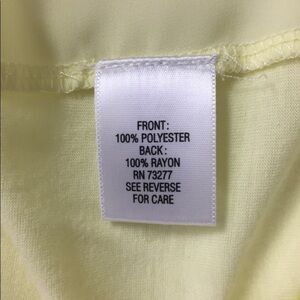 FRONT:
100% POLYESTER
BACK:
100% RAYON
RN 73277
SEE REVERSE
FOR CARE